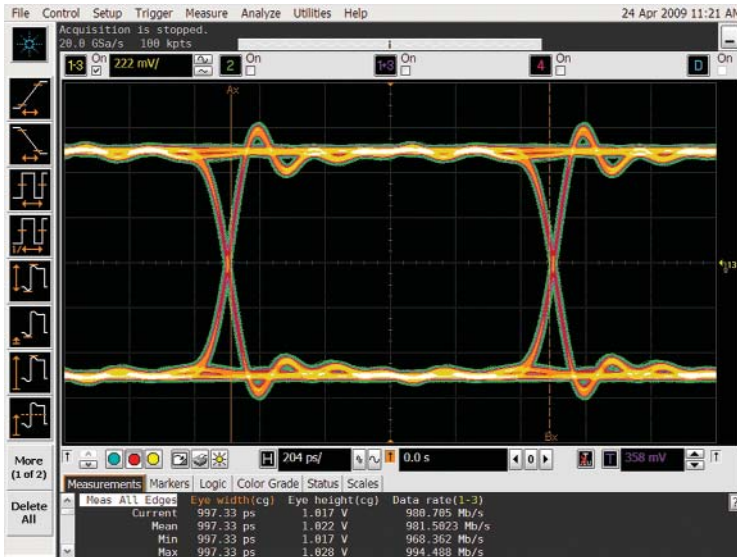 File Control Setup Trigger Measure Analyze Utilities Help 24 Apr 2009 11:21 AM
Acquisition is stopped.
20.0 GSa/s 100 kpts
1-3 On 222 mV/ 2 On 1+3 On 4 On D On
Ax
Bx
H 204 ps/ 0.0 s 0 T 358 mV
More
(1 of 2)
Delete
All
Measurements Markers Logic Color Grade Status Scales
Meas All Edges Eye width(cg) Eye height(cg) Data rate(1-3)
Current 997.33 ps 1.017 V 980.705 Mb/s
Mean 997.33 ps 1.022 V 981.5023 Mb/s
Min 997.33 ps 1.017 V 968.362 Mb/s
Max 997.33 ps 1.028 V 994.488 Mb/s